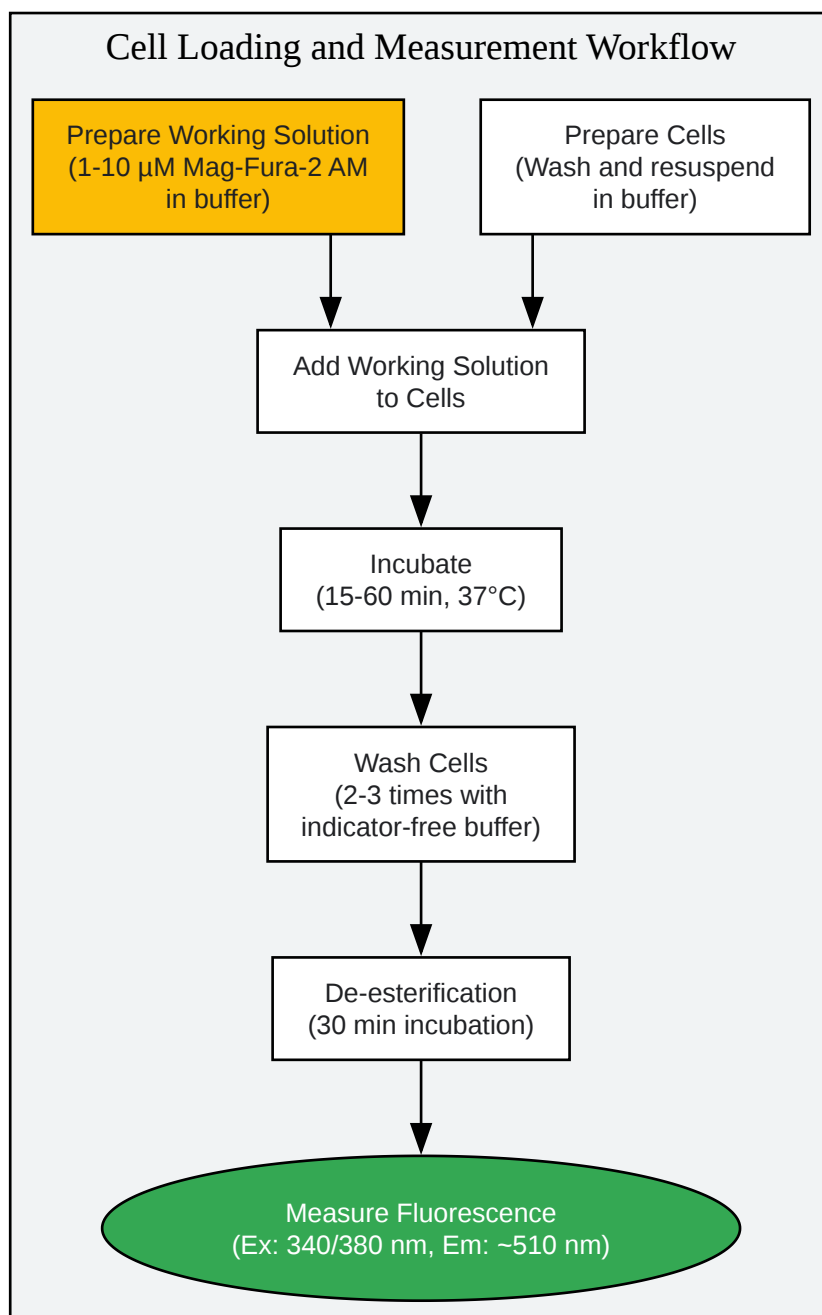 Cell Loading and Measurement Workflow
Prepare Working Solution
(1-10 µM Mag-Fura-2 AM
in buffer)
Prepare Cells
(Wash and resuspend
in buffer)
Add Working Solution
to Cells
Incubate
(15-60 min, 37°C)
Wash Cells
(2-3 times with
indicator-free buffer)
De-esterification
(30 min incubation)
Measure Fluorescence
(Ex: 340/380 nm, Em: ~510 nm)